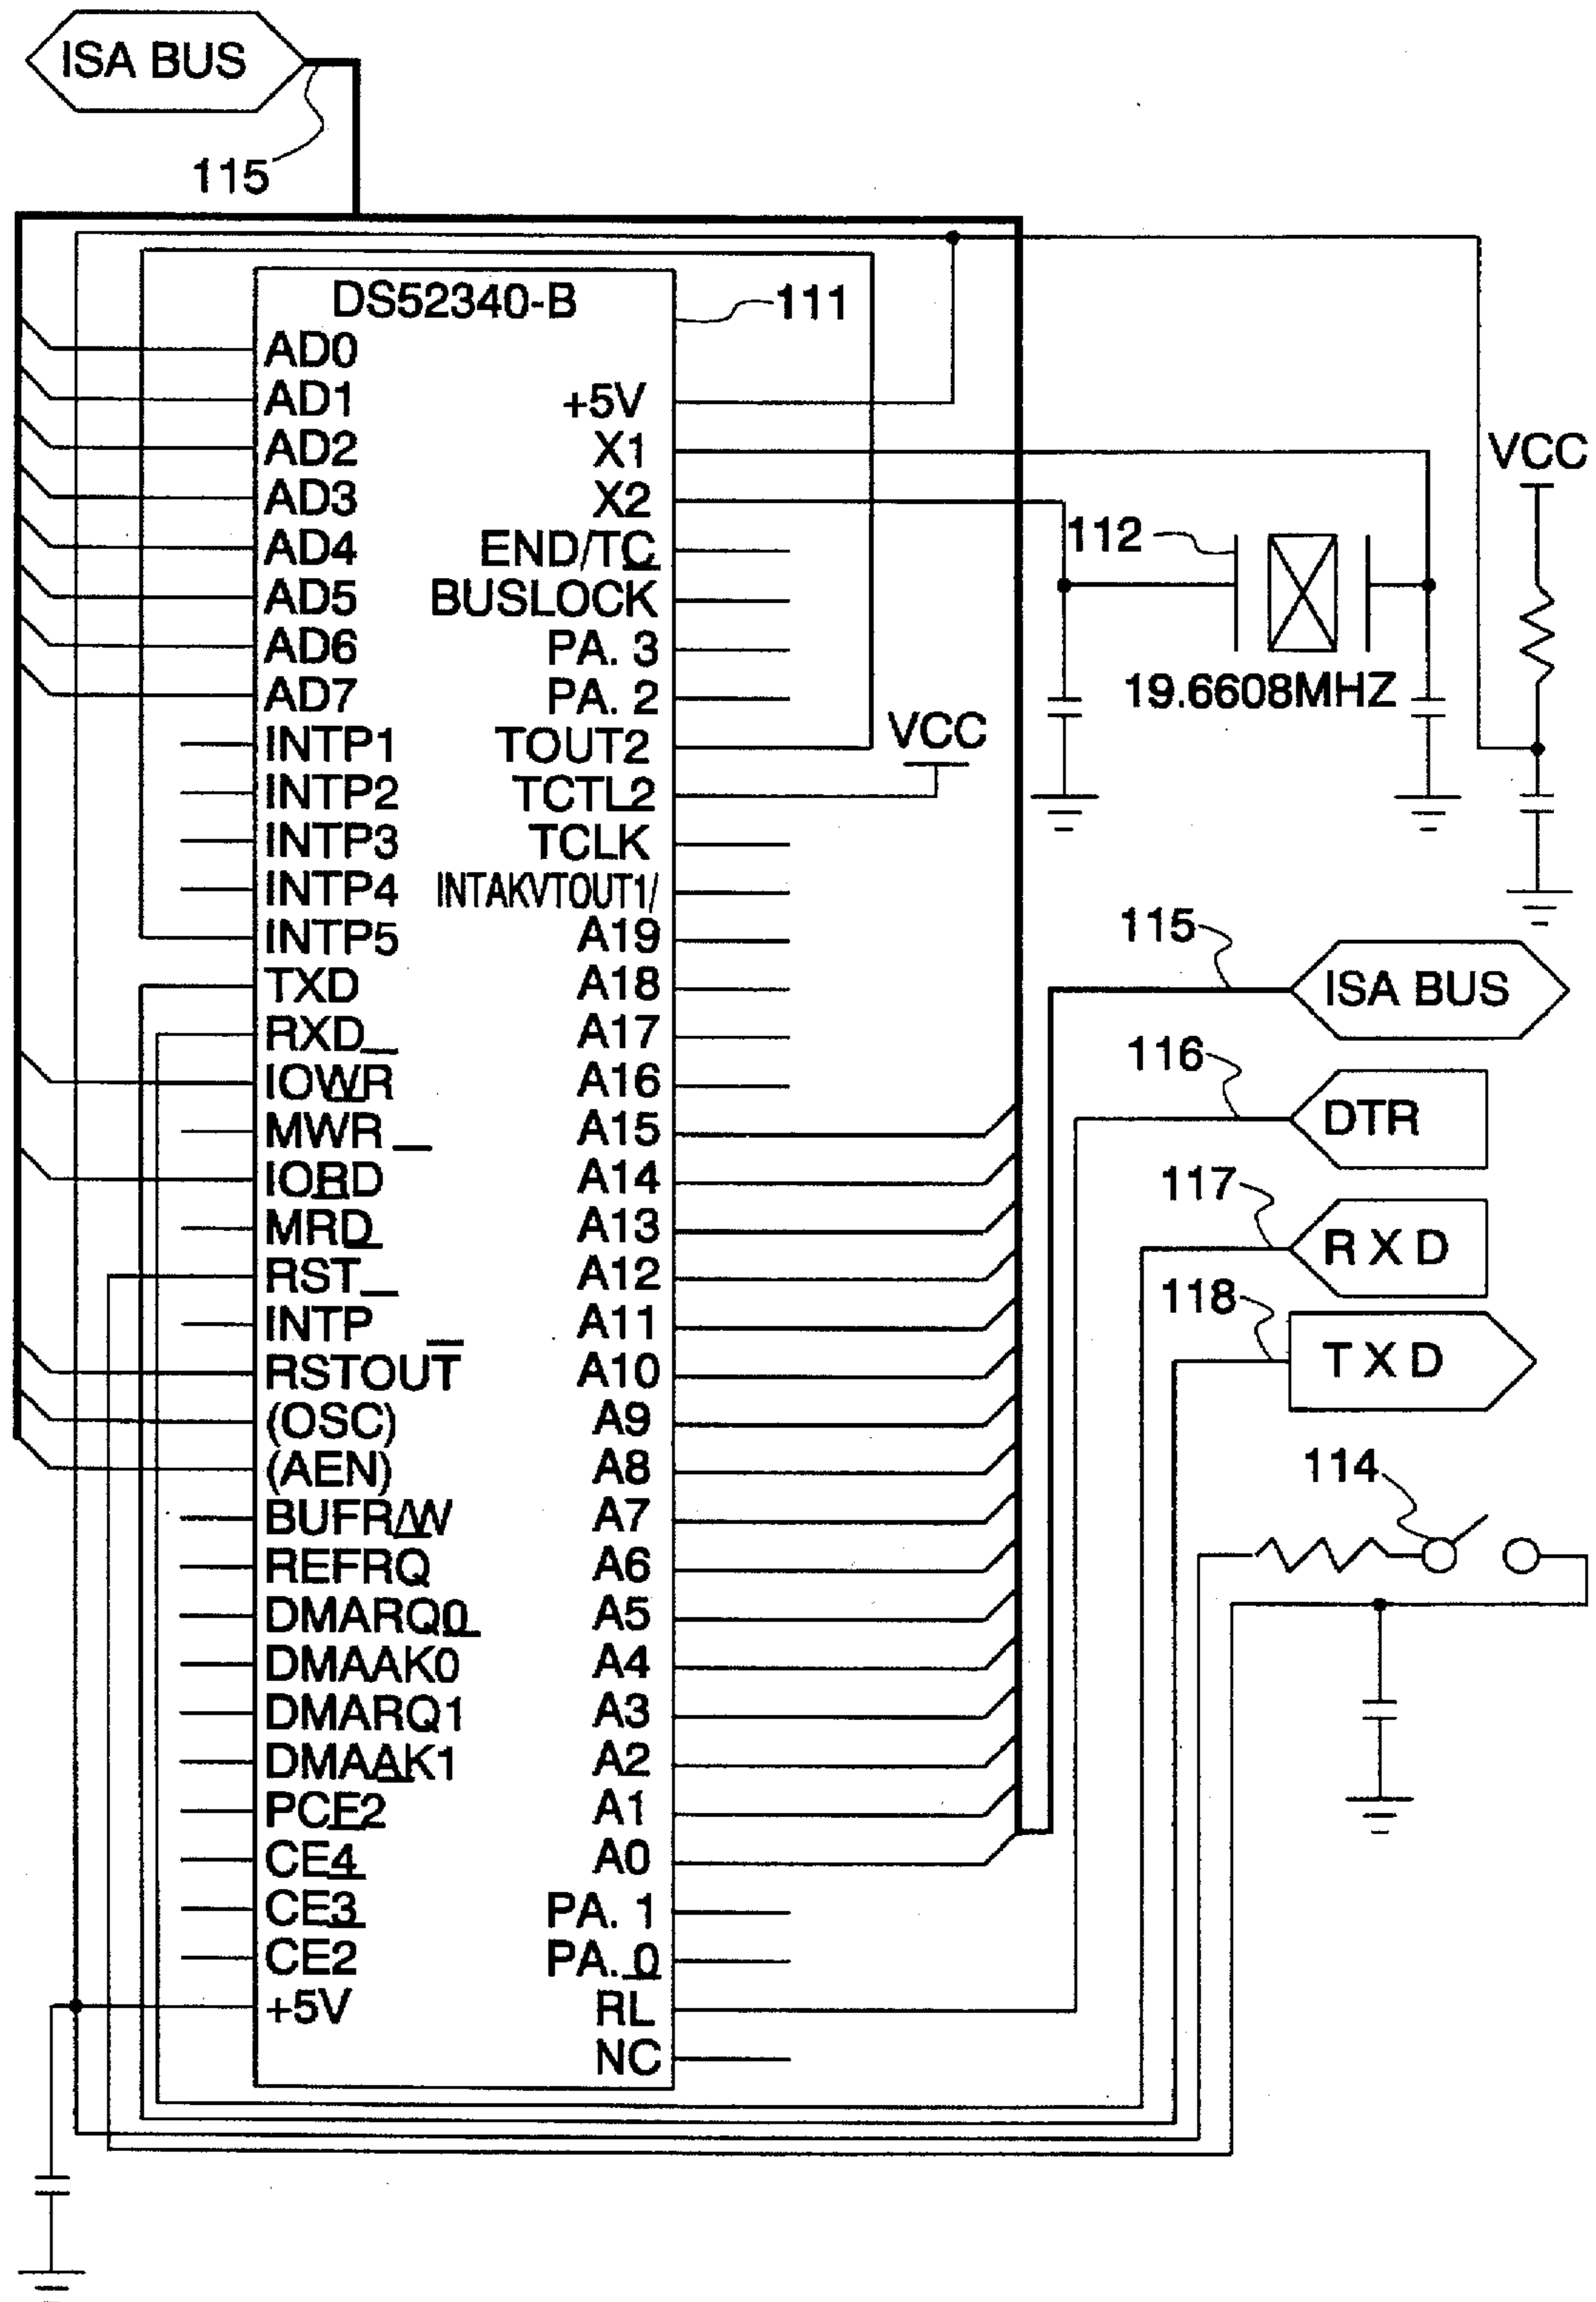 ISA BUS
115
DS52340-B
111
AD0
AD1
AD2
AD3
AD4
AD5
AD6
AD7
INTP1
INTP2
INTP3
INTP4
INTP5
TXD
RXD_
IOWR
MWR_
IORD
MRD
RST_
INTP
RSTOUT
(OSC)
(AEN)
BUFR/W
REFRQ
DMARQ0
DMAAK0
DMARQ1
DMAAK1
PCE2
CE4
CE3
CE2
+5V
+5V
X1
X2
END/TC
BUSLOCK
PA. 3
PA. 2
TOUT2
TCTL2
TCLK
INTAKVTOUT1/
A19
A18
A17
A16
A15
A14
A13
A12
A11
A10
A9
A8
A7
A6
A5
A4
A3
A2
A1
A0
PA. 1
PA. 0
RL
NC
VCC
112
19.6608MHZ
VCC
115
ISA BUS
116
DTR
117
R X D
118
T X D
114